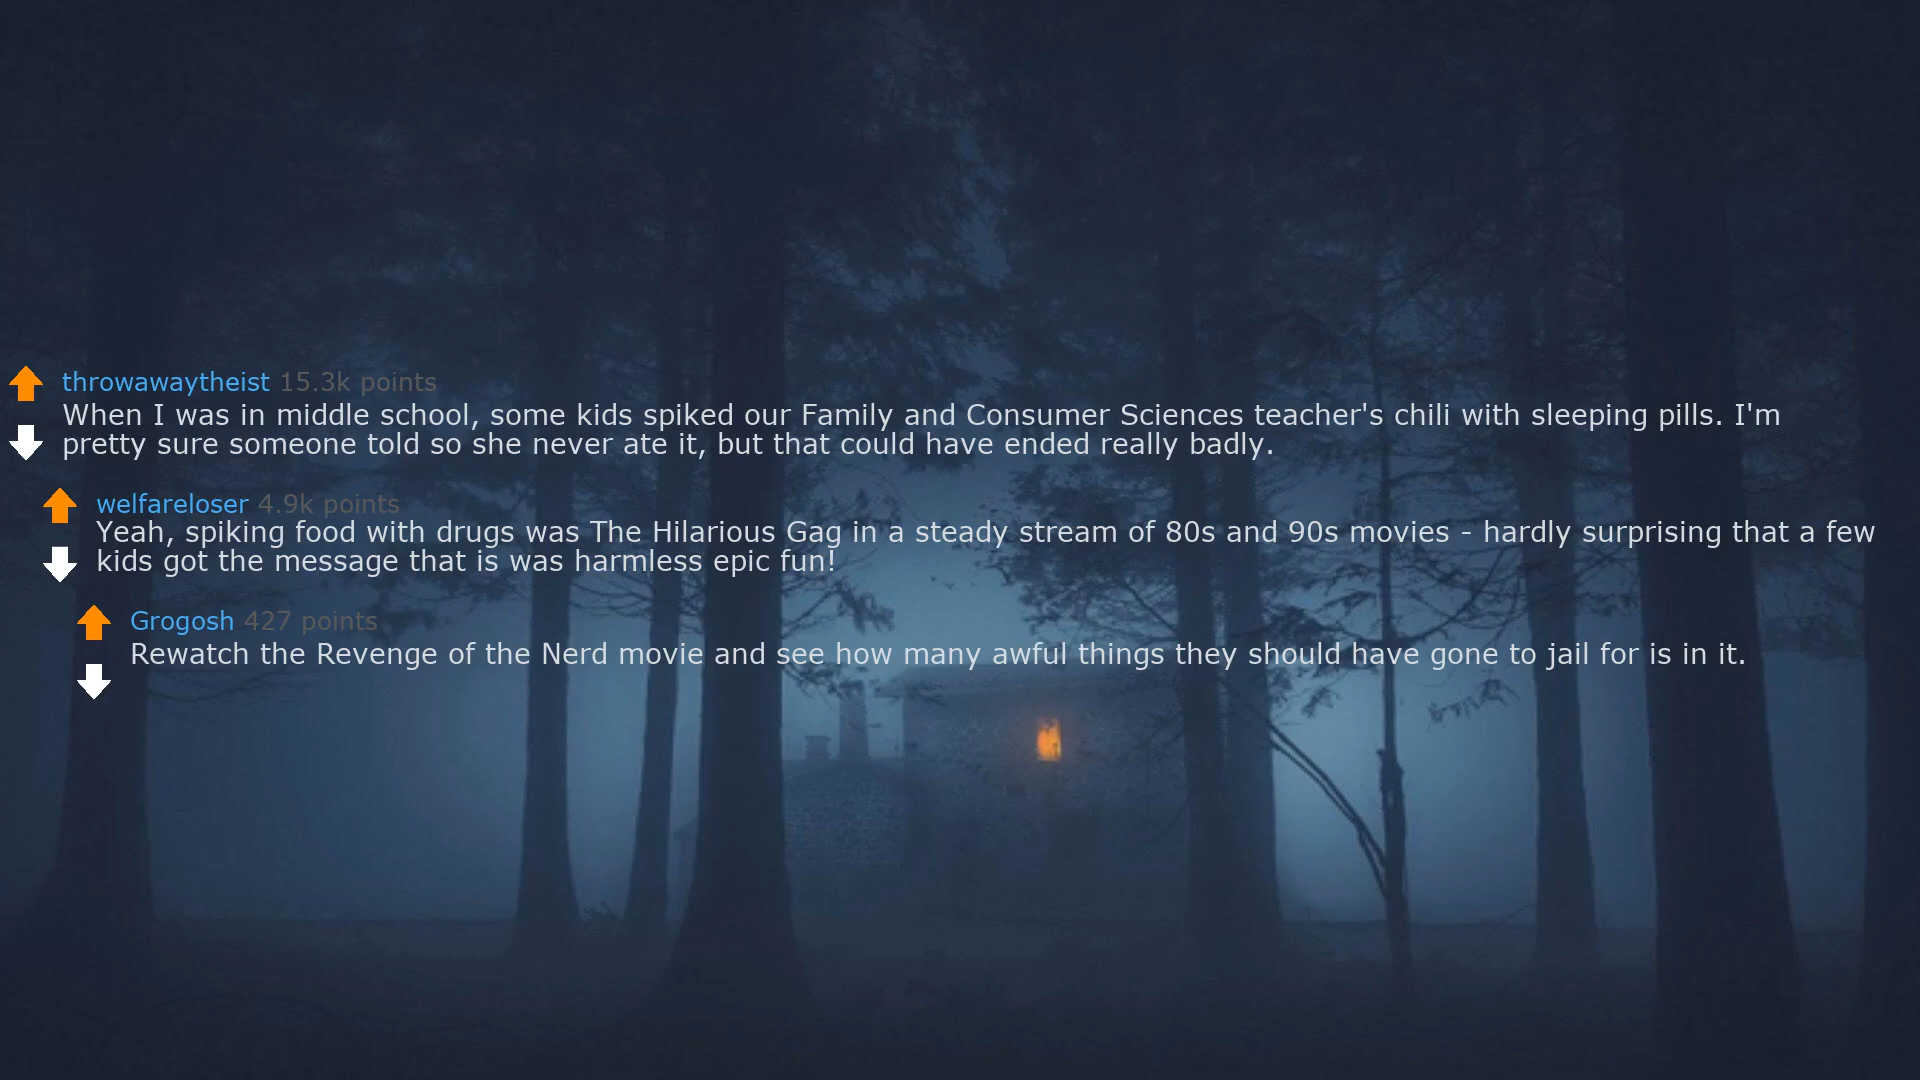 throwawaytheist 15.3k points
When I was in middle school, some kids spiked our Family and Consumer Sciences teacher's chili with sleeping pills. I'm
pretty sure someone told so she never ate it, but that could have ended really badly.
welfareloser 4.9k points
Yeah, spiking food with drugs was The Hilarious Gag in a steady stream of 80s and 90s movies - hardly surprising that a few
kids got the message that is was harmless epic fun!
Grogosh 427 points
Rewatch the Revenge of the Nerd movie and see how many awful things they should have gone to jail for is in it.